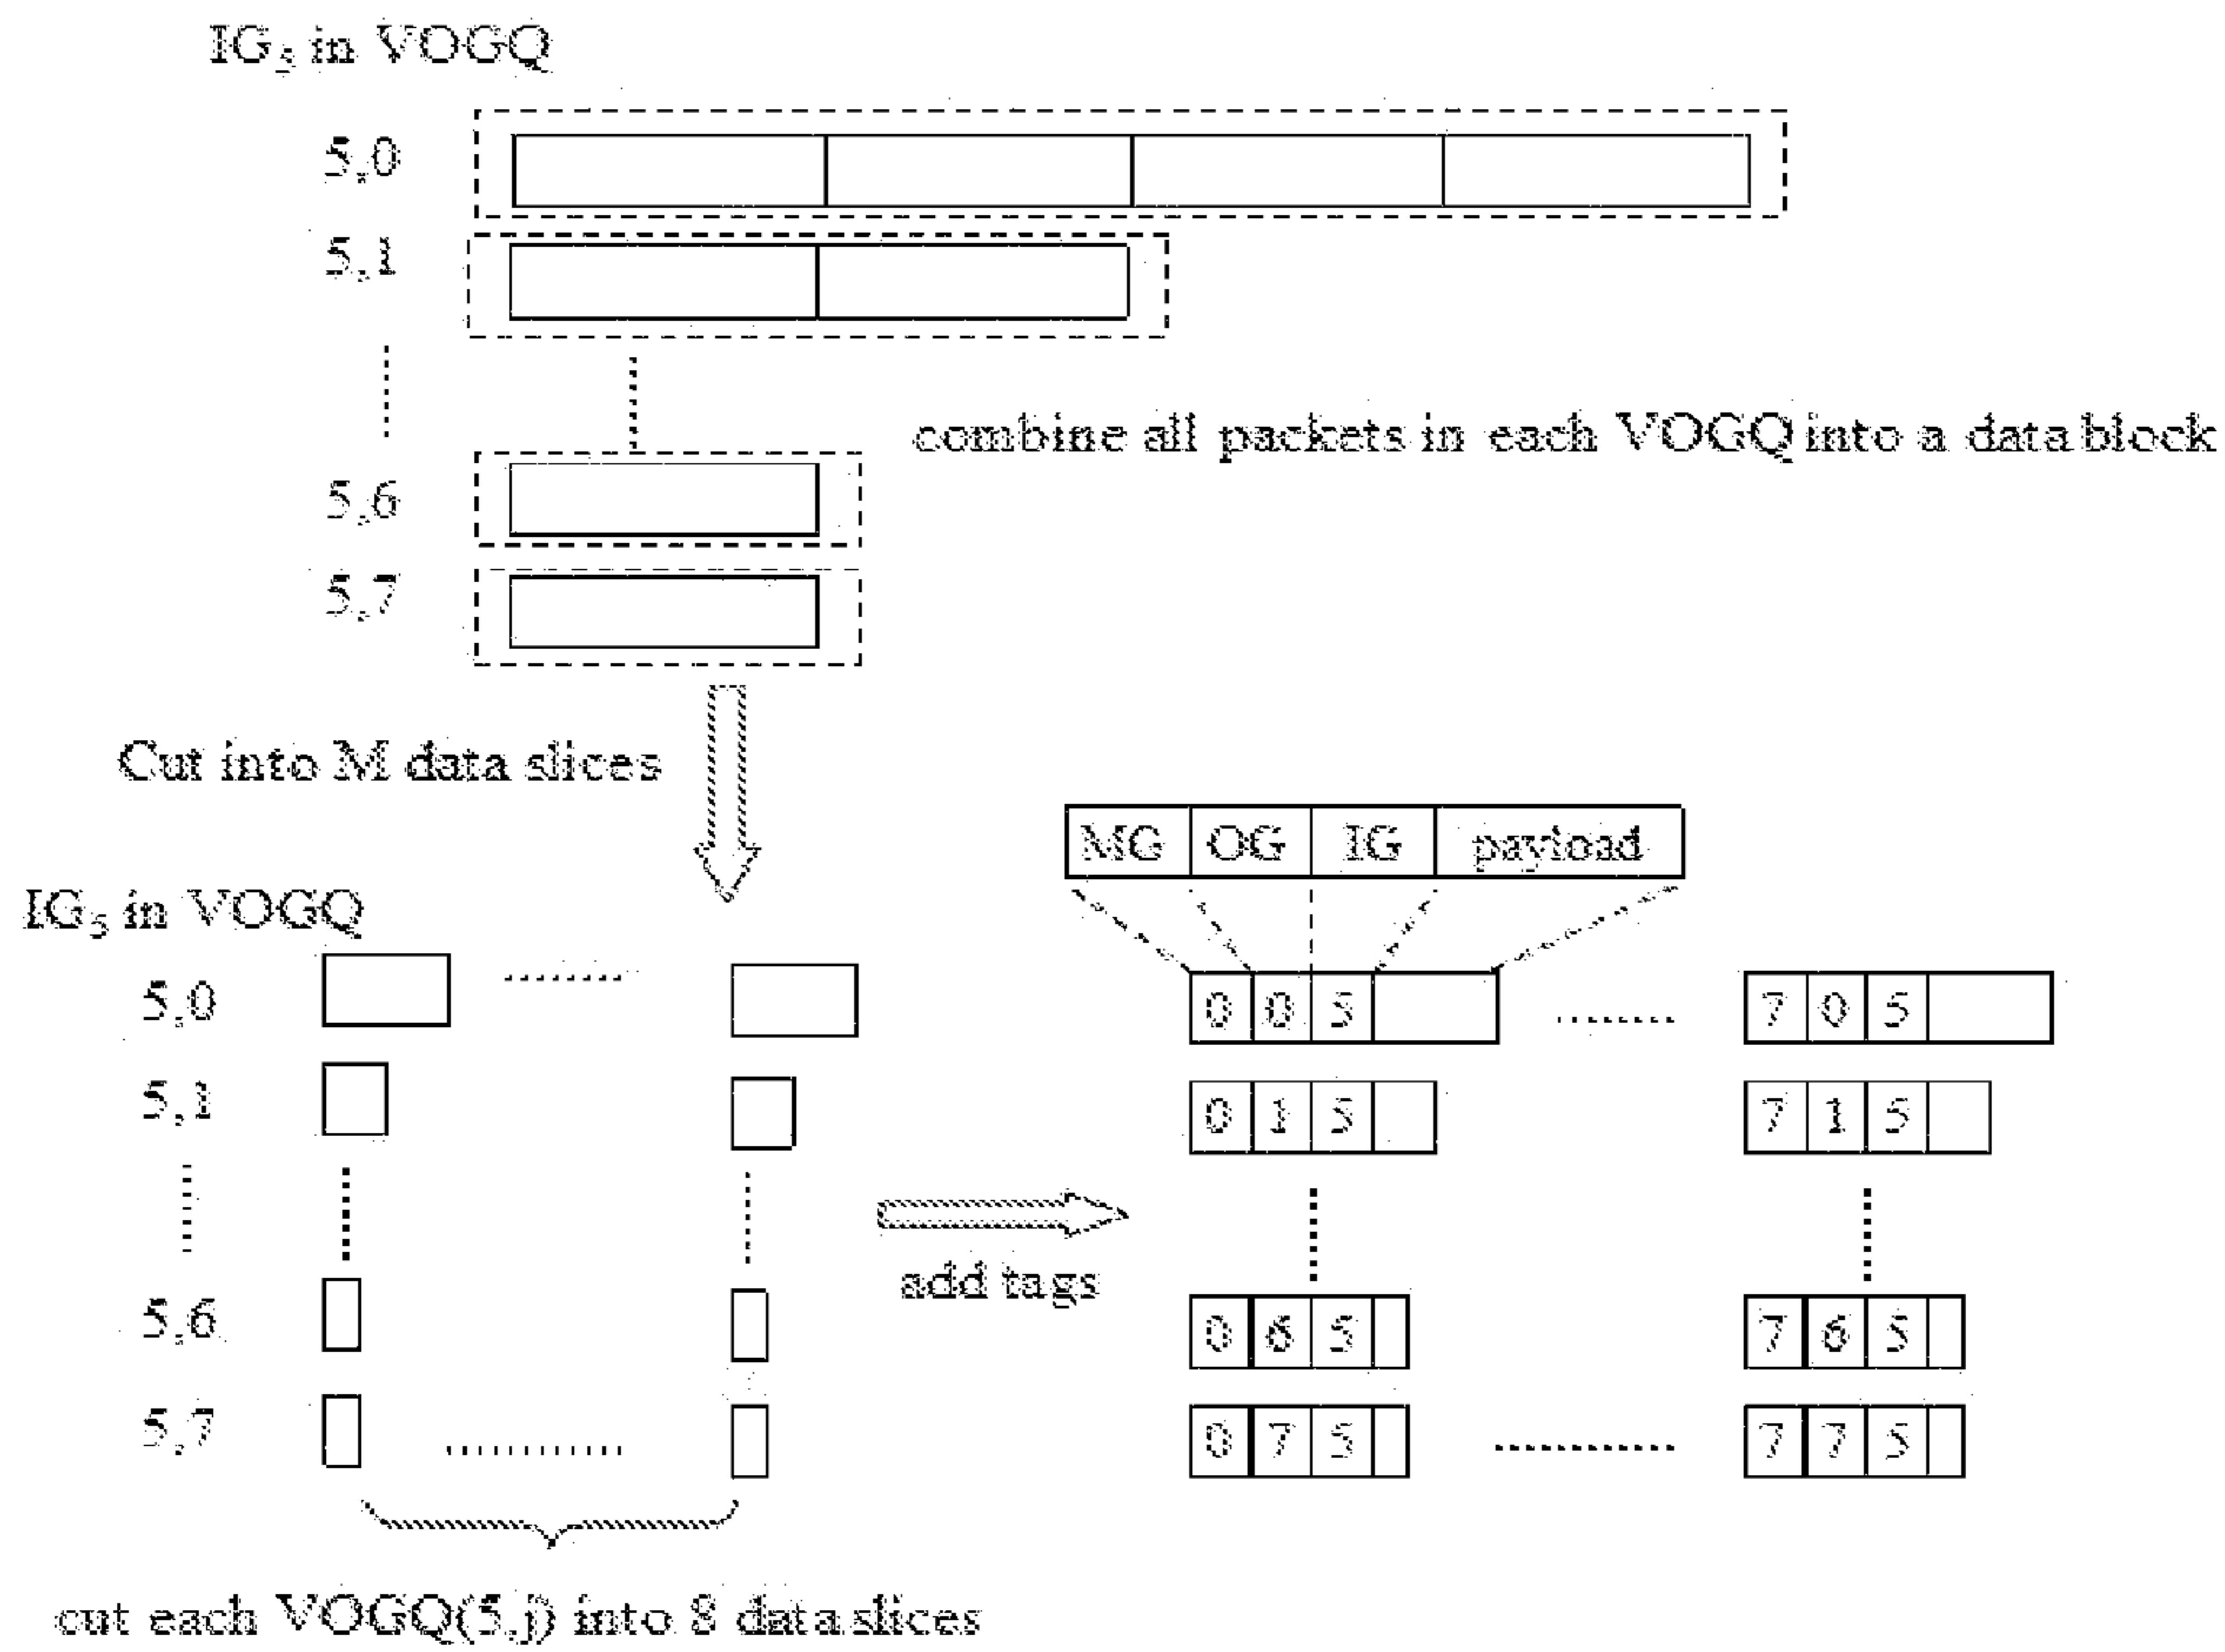 IG5 in VOGQ
5,0
5,1
combine all packets in each VOGQ into a data block
5,6
5,7
Cut into M data slices
MG OG IG payload
IG5 in VOGQ
5,0
0 0 5
7 0 5
5,1
0 1 5
7 1 5
add tags
5,6
0 6 5
7 6 5
5,7
0 7 5
7 7 5
cut each VOGQ(5,j) into 8 data slices